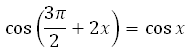 cos(3π/2 + 2x) = cos x